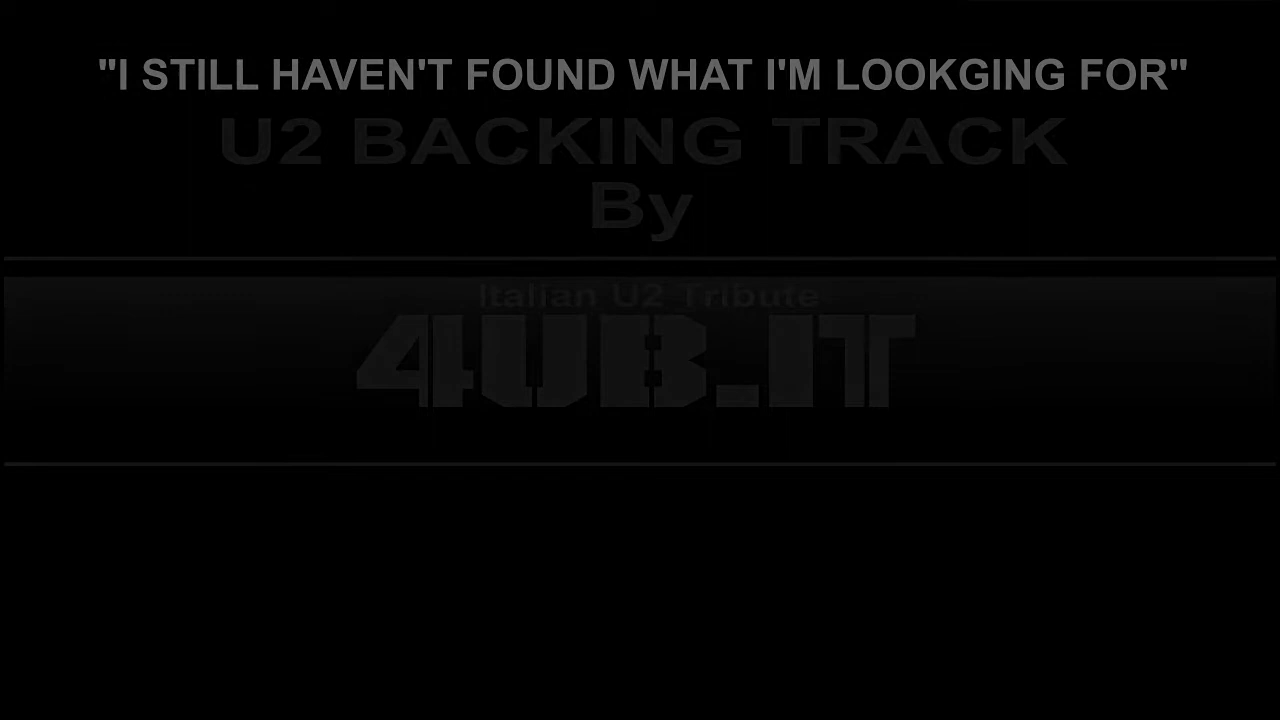 "I STILL HAVEN'T FOUND WHAT I'M LOOKGING FOR"
U2 BACKING TRACK
By
Italian U2 Tribute
4UB.IT